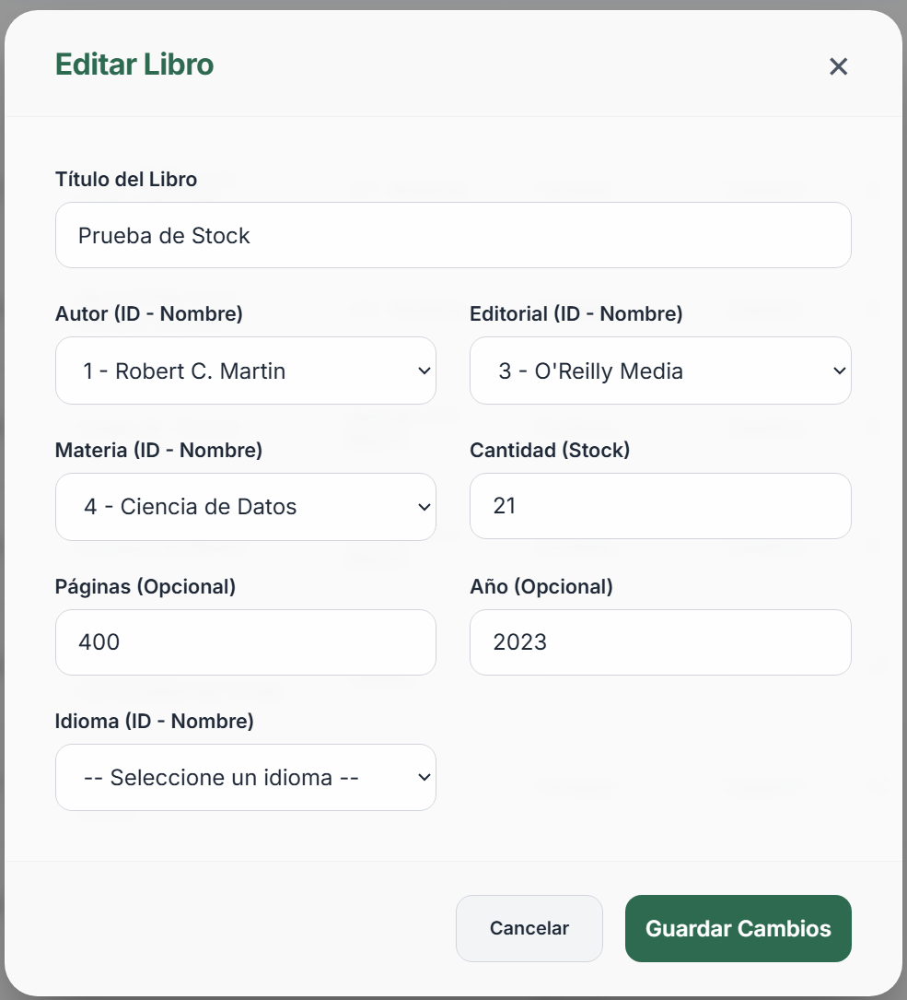 Editar Libro
Título del Libro
Prueba de Stock
Autor (ID - Nombre)
Editorial (ID - Nombre)
1 - Robert C. Martin
3 - O'Reilly Media
Materia (ID - Nombre)
Cantidad (Stock)
4 - Ciencia de Datos
21
Páginas (Opcional)
Año (Opcional)
400
2023
Idioma (ID - Nombre)
-- Seleccione un idioma --
Cancelar
Guardar Cambios